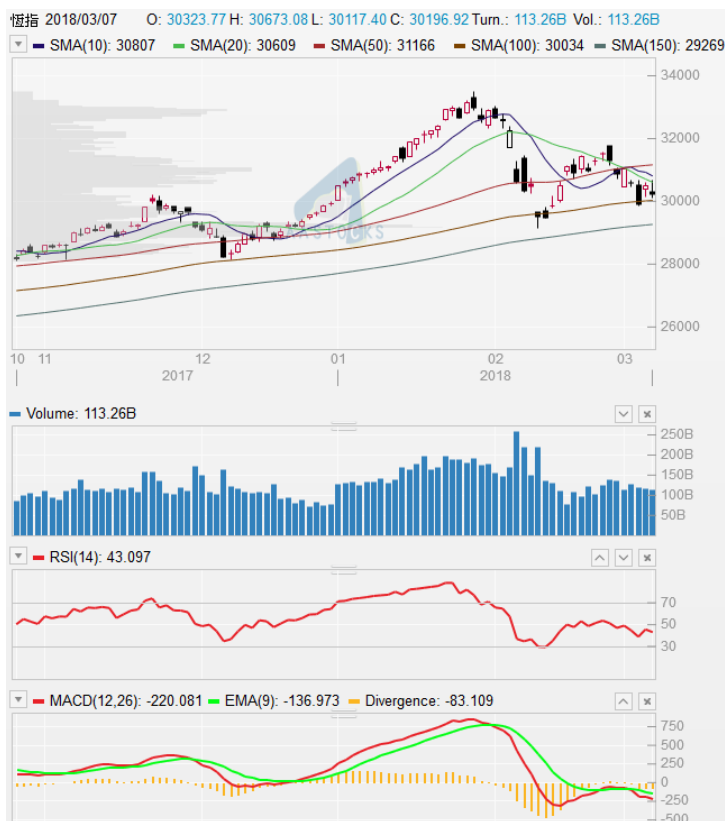 恆指 2018/03/07 O: 30323.77 H: 30673.08 L: 30117.40 C: 30196.92 Turn.: 113.26B Vol.: 113.26B
SMA(10): 30807 SMA(20): 30609 SMA(50): 31166 SMA(100): 30034 SMA(150): 29269
34000
32000
30000
28000
26000
10 11 12 01 02 03
2017 2018
Volume: 113.26B
250B
200B
150B
100B
50B
RSI(14): 43.097
70
50
30
MACD(12,26): -220.081 EMA(9): -136.973 Divergence: -83.109
750
500
250
0
-250
-500